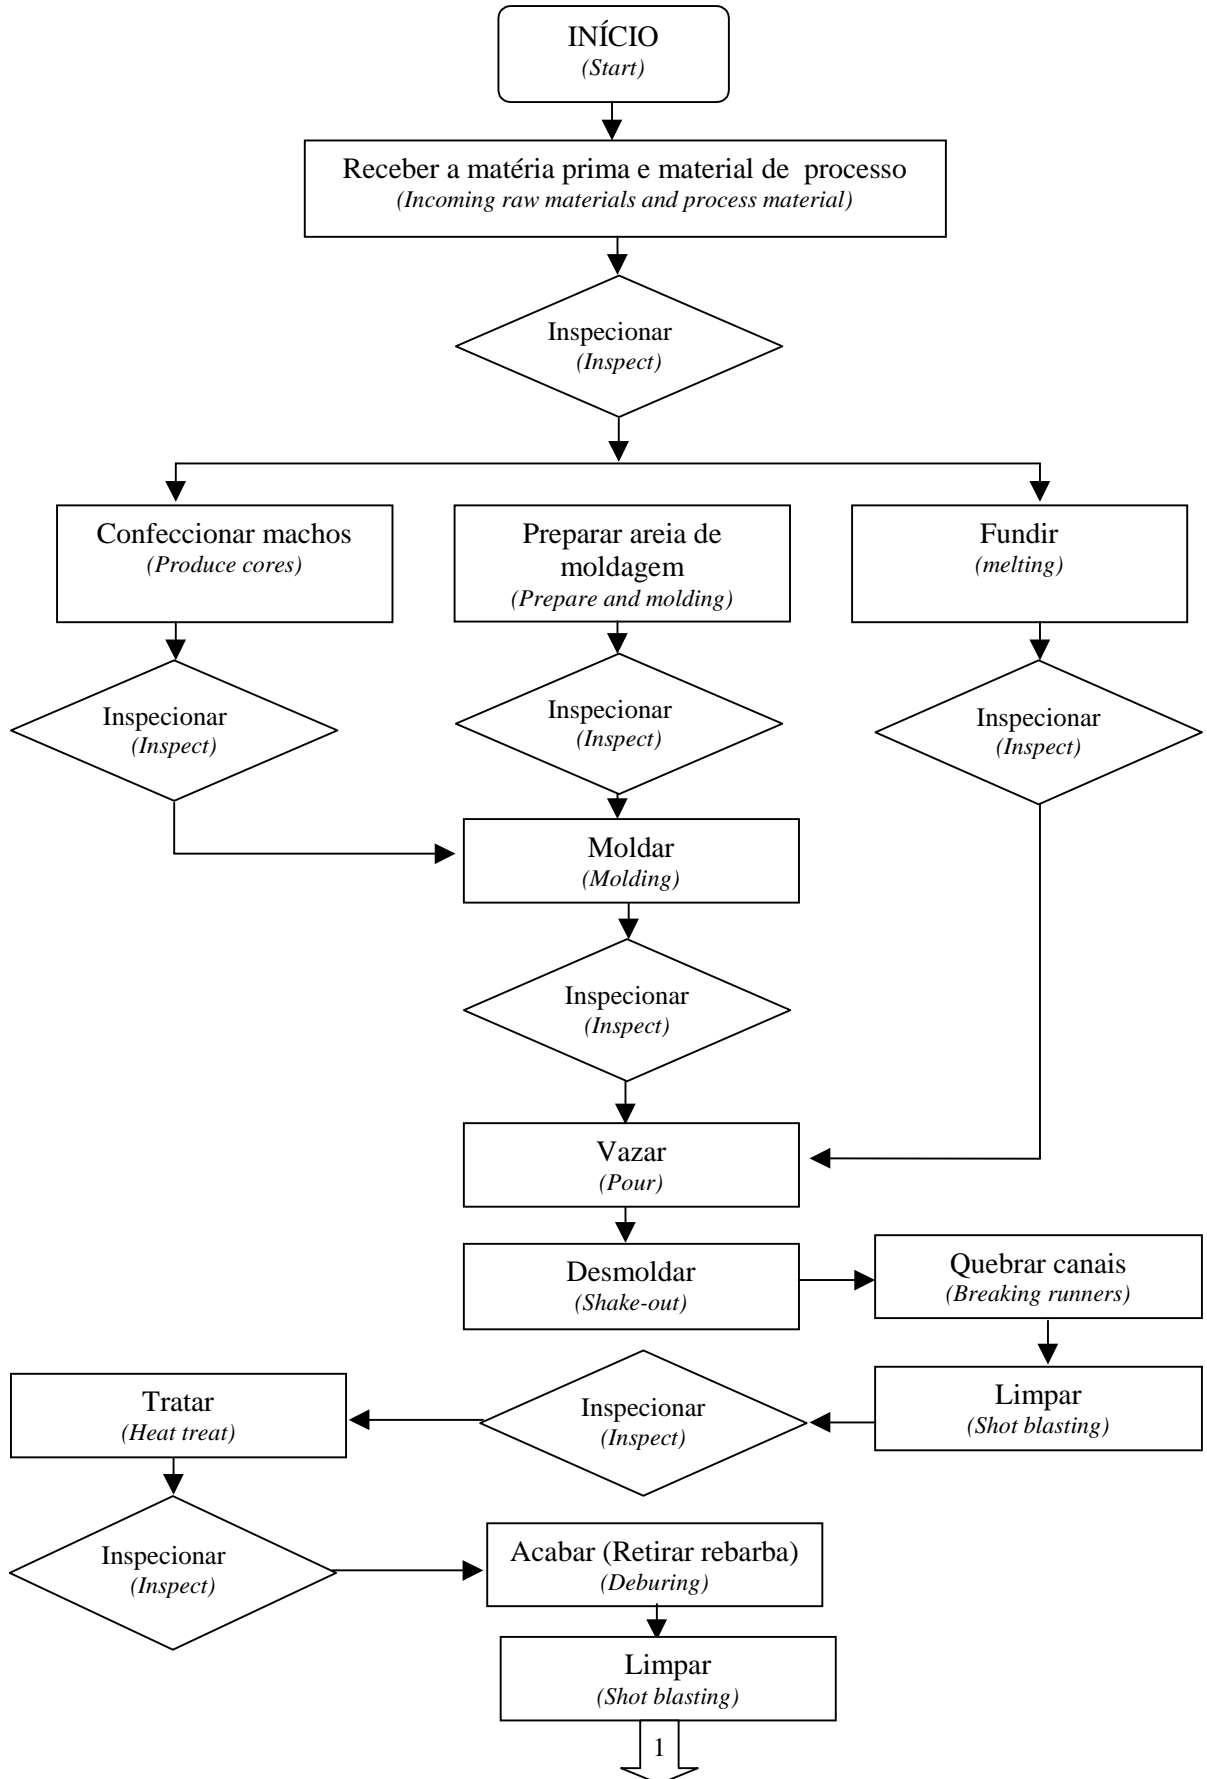 INÍCIO
(Start)
Receber a matéria prima e material de processo
(Incoming raw materials and process material)
Inspecionar
(Inspect)
Confeccionar machos
(Produce cores)
Preparar areia de
moldagem
(Prepare and molding)
Fundir
(melting)
Inspecionar
(Inspect)
Inspecionar
(Inspect)
Inspecionar
(Inspect)
Moldar
(Molding)
Inspecionar
(Inspect)
Vazar
(Pour)
Desmoldar
(Shake-out)
Quebrar canais
(Breaking runners)
Limpar
(Shot blasting)
Inspecionar
(Inspect)
Tratar
(Heat treat)
Inspecionar
(Inspect)
Acabar (Retirar rebarba)
(Deburing)
Limpar
(Shot blasting)
1